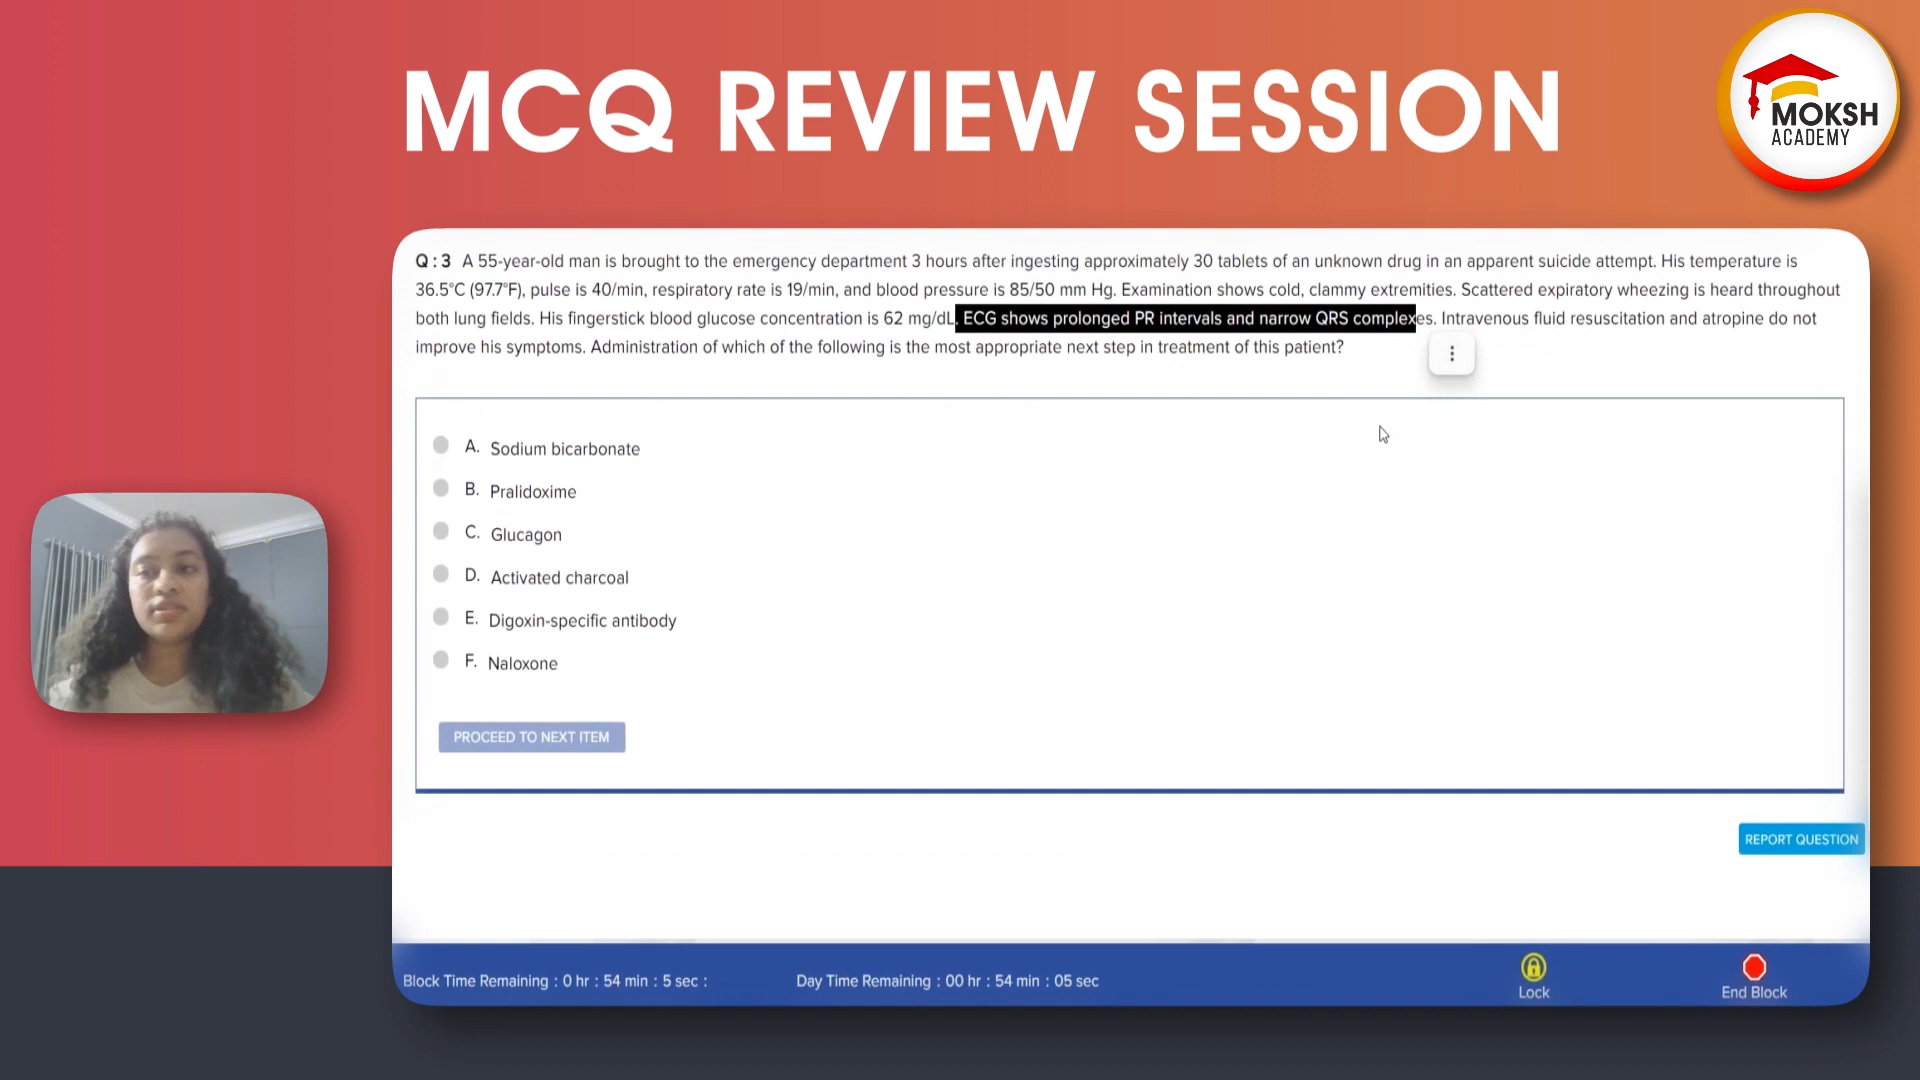 MCQ REVIEW SESSION
MOKSH
ACADEMY
Q : 3 A 55-year-old man is brought to the emergency department 3 hours after ingesting approximately 30 tablets of an unknown drug in an apparent suicide attempt. His temperature is
36.5°C (97.7°F), pulse is 40/min, respiratory rate is 19/min, and blood pressure is 85/50 mm Hg. Examination shows cold, clammy extremities. Scattered expiratory wheezing is heard throughout
both lung fields. His fingerstick blood glucose concentration is 62 mg/dL. ECG shows prolonged PR intervals and narrow QRS complexes. Intravenous fluid resuscitation and atropine do not
improve his symptoms. Administration of which of the following is the most appropriate next step in treatment of this patient?
A. Sodium bicarbonate
B. Pralidoxime
C. Glucagon
D. Activated charcoal
E. Digoxin-specific antibody
F. Naloxone
PROCEED TO NEXT ITEM
REPORT QUESTION
Block Time Remaining : 0 hr : 54 min : 5 sec :
Day Time Remaining : 00 hr : 54 min : 05 sec
Lock
End Block